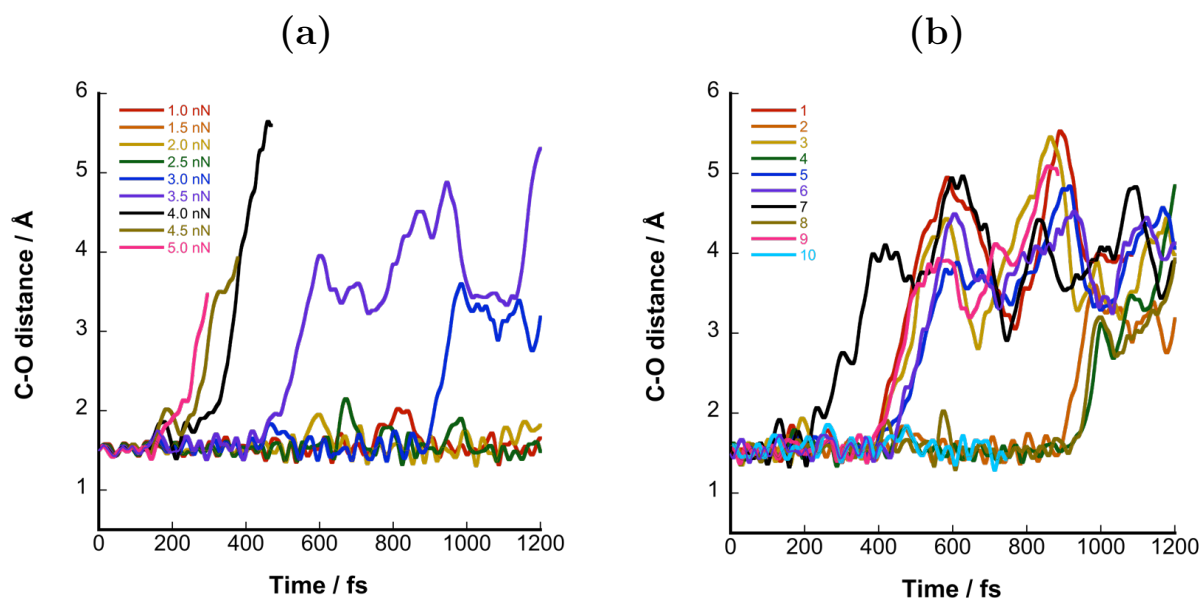 (a)
6
5
4
3
2
1
C-O distance / Å
1.0 nN
1.5 nN
2.0 nN
2.5 nN
3.0 nN
3.5 nN
4.0 nN
4.5 nN
5.0 nN
0 200 400 600 800 1000 1200
Time / fs
(b)
6
5
4
3
2
1
C-O distance / Å
1
2
3
4
5
6
7
8
9
10
0 200 400 600 800 1000 1200
Time / fs